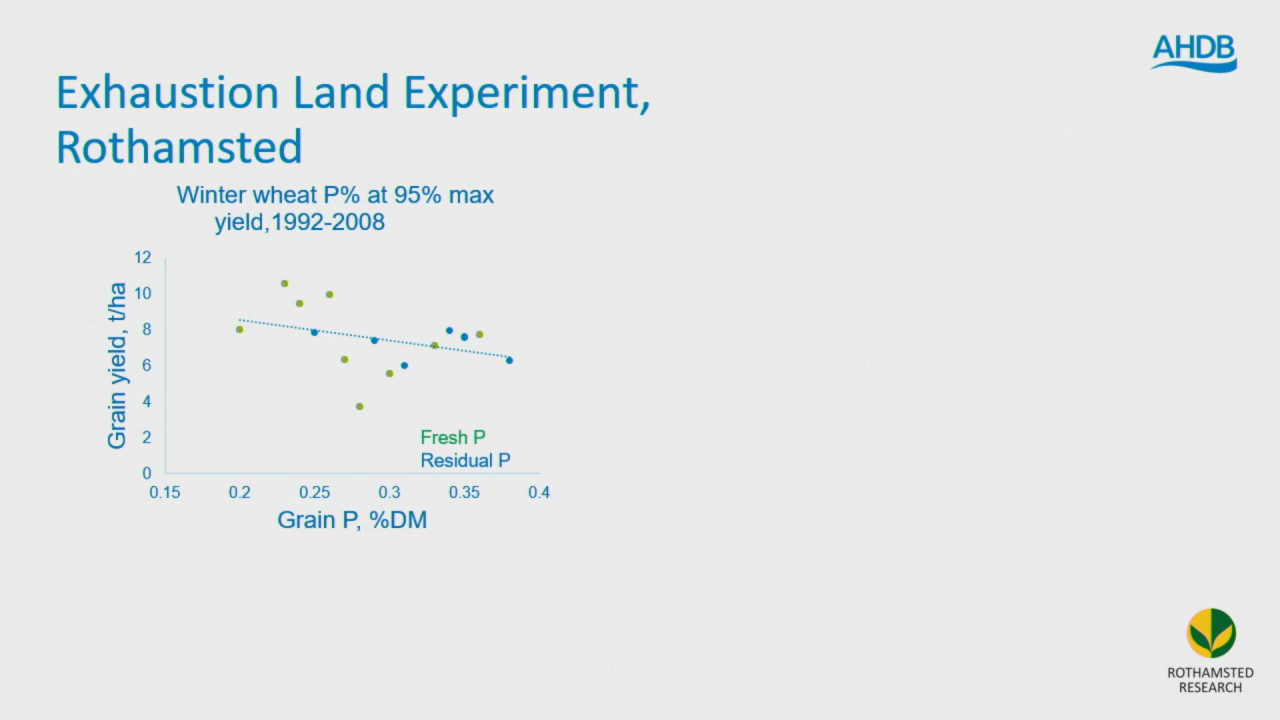 AHDB
Exhaustion Land Experiment,
Rothamsted
Winter wheat P% at 95% max
yield,1992-2008
12
10
8
6
4
2
0
Grain yield, t/ha
Fresh P
Residual P
0.15 0.2 0.25 0.3 0.35 0.4
Grain P, %DM
ROTHAMSTED
RESEARCH